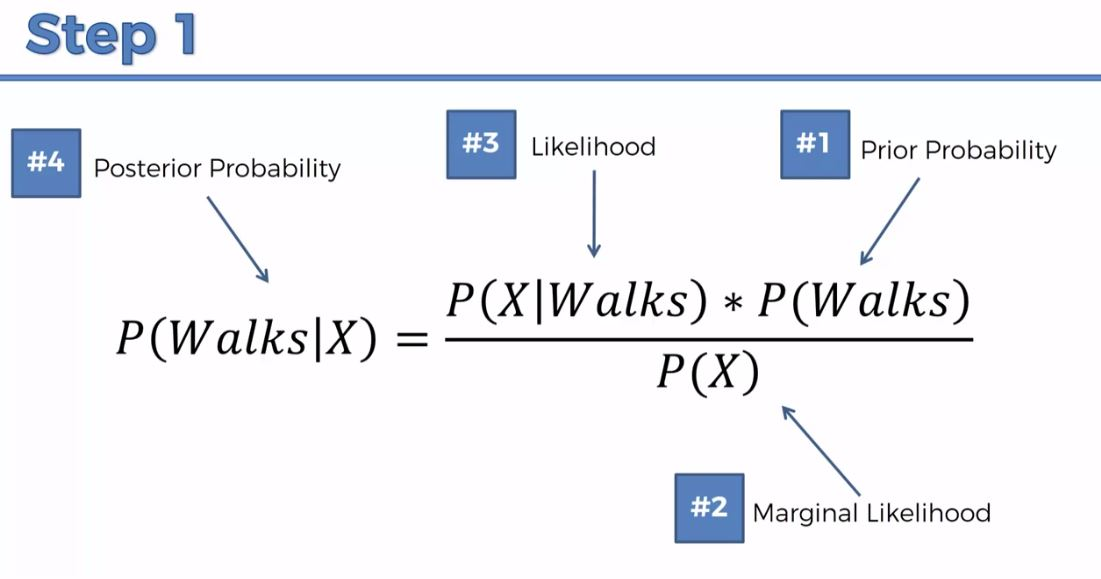 Step 1
#4 Posterior Probability
#3 Likelihood
#1 Prior Probability
P(Walks|X) = P(X|Walks) * P(Walks)
P(X)
#2 Marginal Likelihood